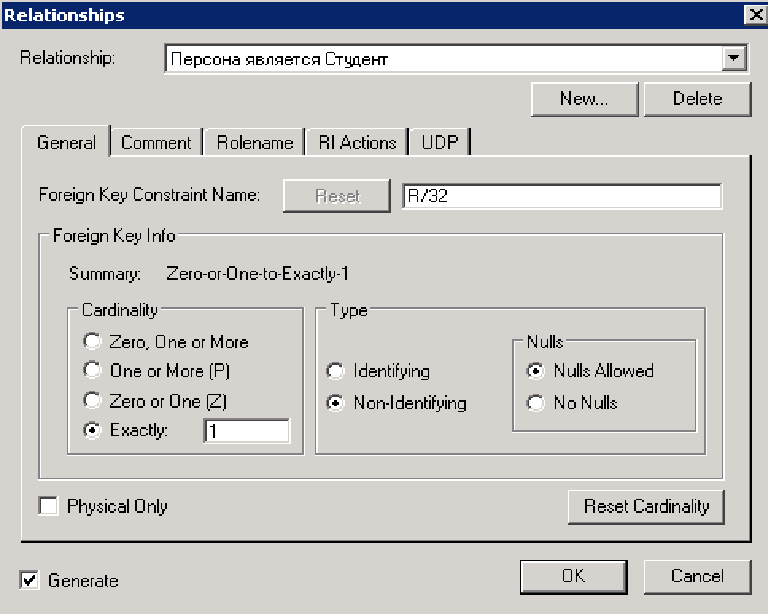 Relationships
Relationship: Персона является Студент
New... Delete
General Comment Rolename RI Actions UDP
Foreign Key Constraint Name: Reset R/32
Foreign Key Info
Summary: Zero-or-One-to-Exactly-1
Cardinality Type
Zero, One or More Nulls
One or More (P) Identifying Nulls Allowed
Zero or One (Z) Non-Identifying No Nulls
Exactly: 1
Physical Only Reset Cardinality
Generate OK Cancel